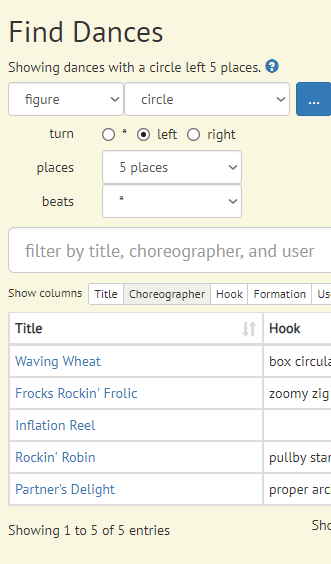 Find Dances
Showing dances with a circle left 5 places. ?
figure circle ...
turn * left right
places 5 places
beats *
filter by title, choreographer, and user
Show columns Title Choreographer Hook Formation Us
Title Hook
Waving Wheat box circula
Frocks Rockin' Frolic zoomy zig
Inflation Reel
Rockin' Robin pullby star
Partner's Delight proper arc
Showing 1 to 5 of 5 entries Sho